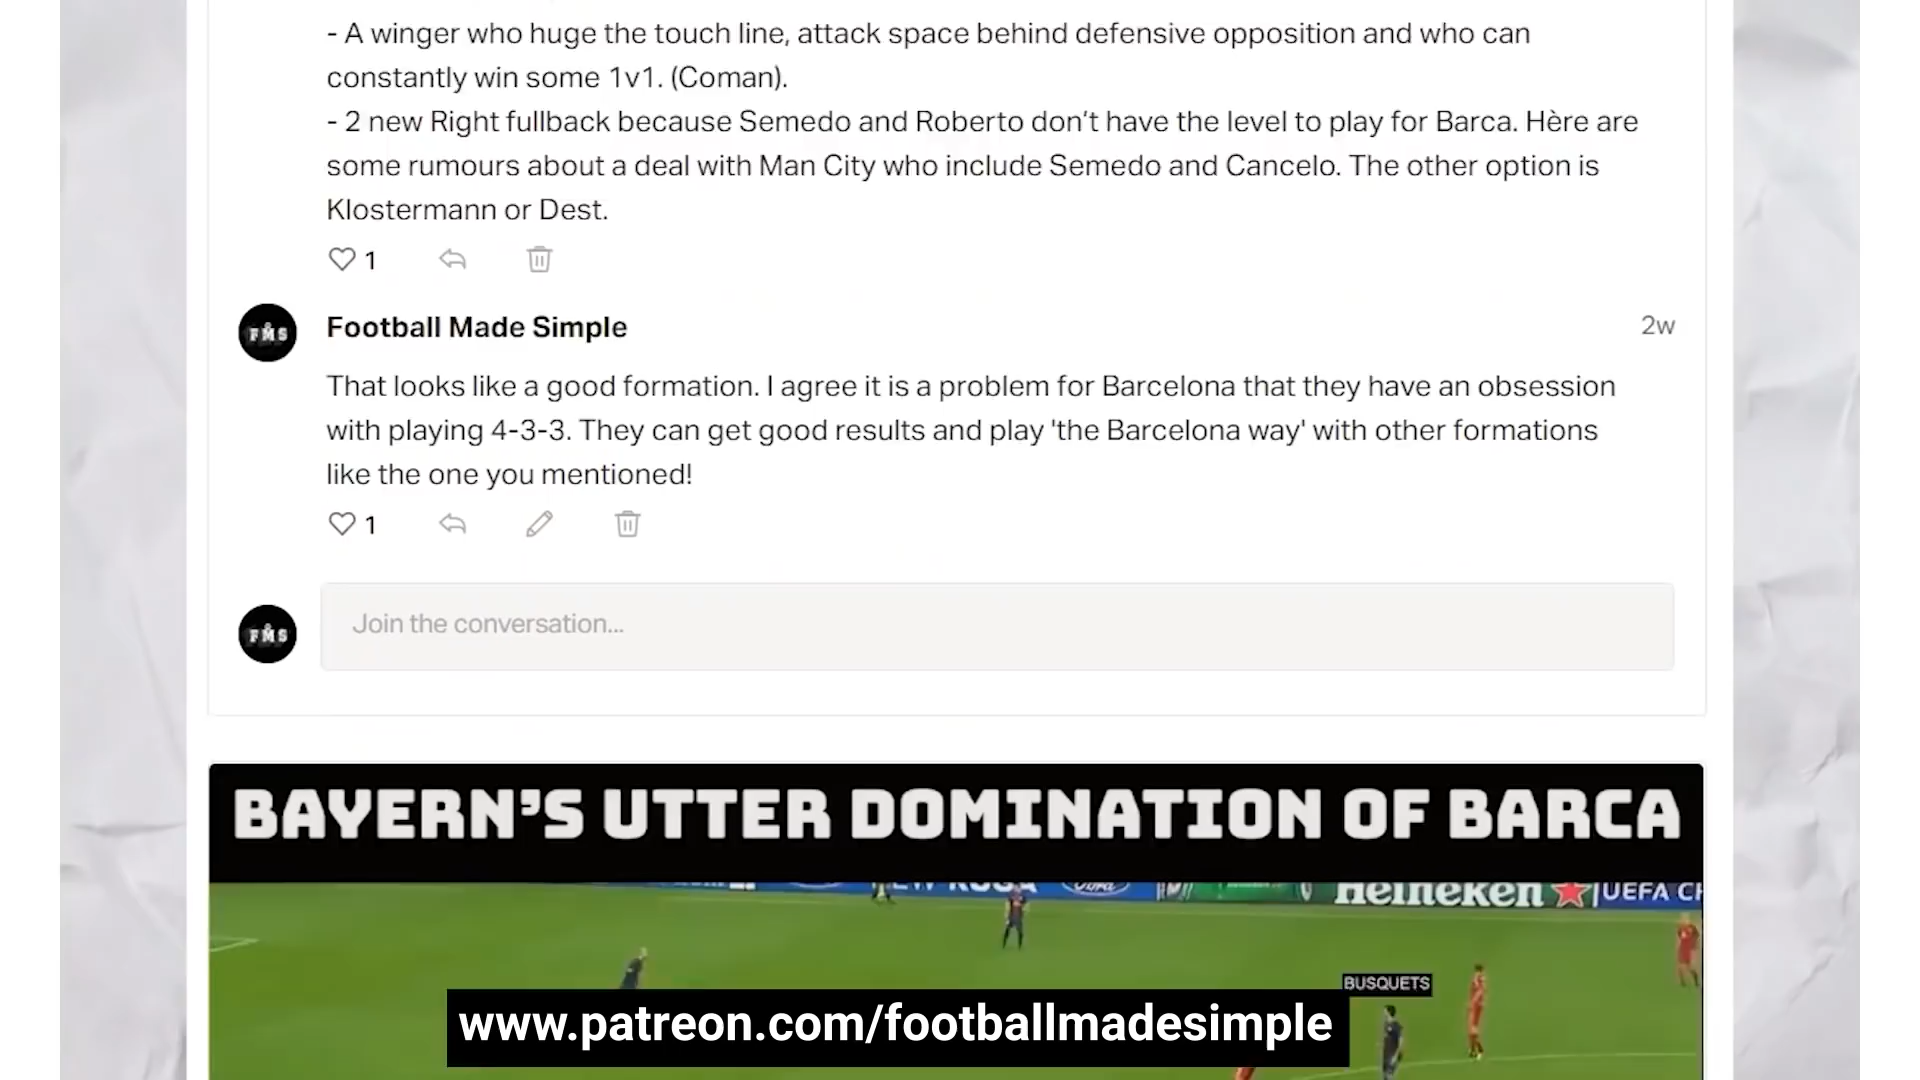 - A winger who huge the touch line, attack space behind defensive opposition and who can
constantly win some 1v1. (Coman).
- 2 new Right fullback because Semedo and Roberto don't have the level to play for Barca. Hère are
some rumours about a deal with Man City who include Semedo and Cancelo. The other option is
Klostermann or Dest.
1
FMS
Football Made Simple
2w
That looks like a good formation. I agree it is a problem for Barcelona that they have an obsession
with playing 4-3-3. They can get good results and play 'the Barcelona way' with other formations
like the one you mentioned!
1
FMS
Join the conversation...
BAYERN'S UTTER DOMINATION OF BARCA
Ford
Heineken
UEFA C
BUSQUETS
www.patreon.com/footballmadesimple